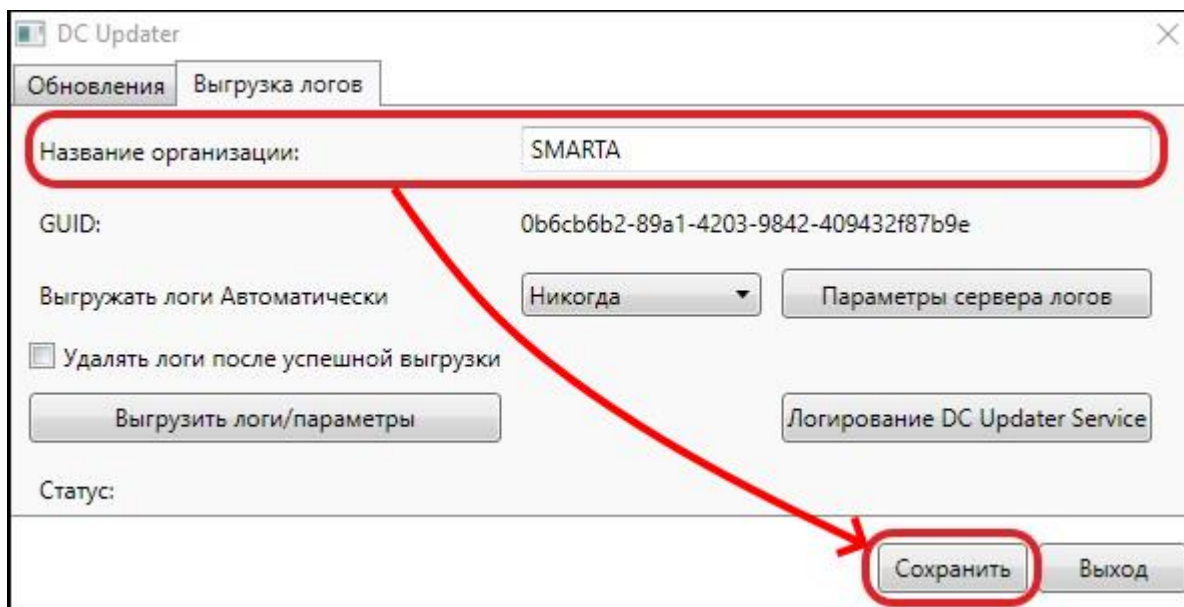 DC Updater
Обновления Выгрузка логов
Название организации: SMARTA
GUID: 0b6cb6b2-89a1-4203-9842-409432f87b9e
Выгружать логи Автоматически Никогда Параметры сервера логов
Удалять логи после успешной выгрузки
Выгрузить логи/параметры Логирование DC Updater Service
Статус:
Сохранить Выход